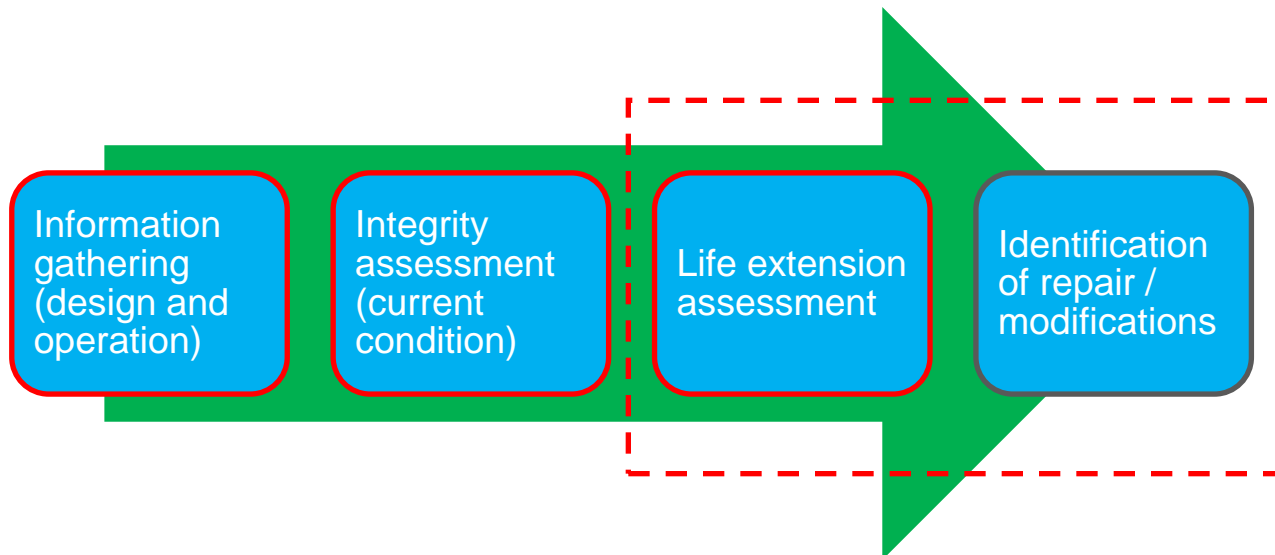 Information
gathering
(design and
operation)
Integrity
assessment
(current
condition)
Life extension
assessment
Identification
of repair /
modifications